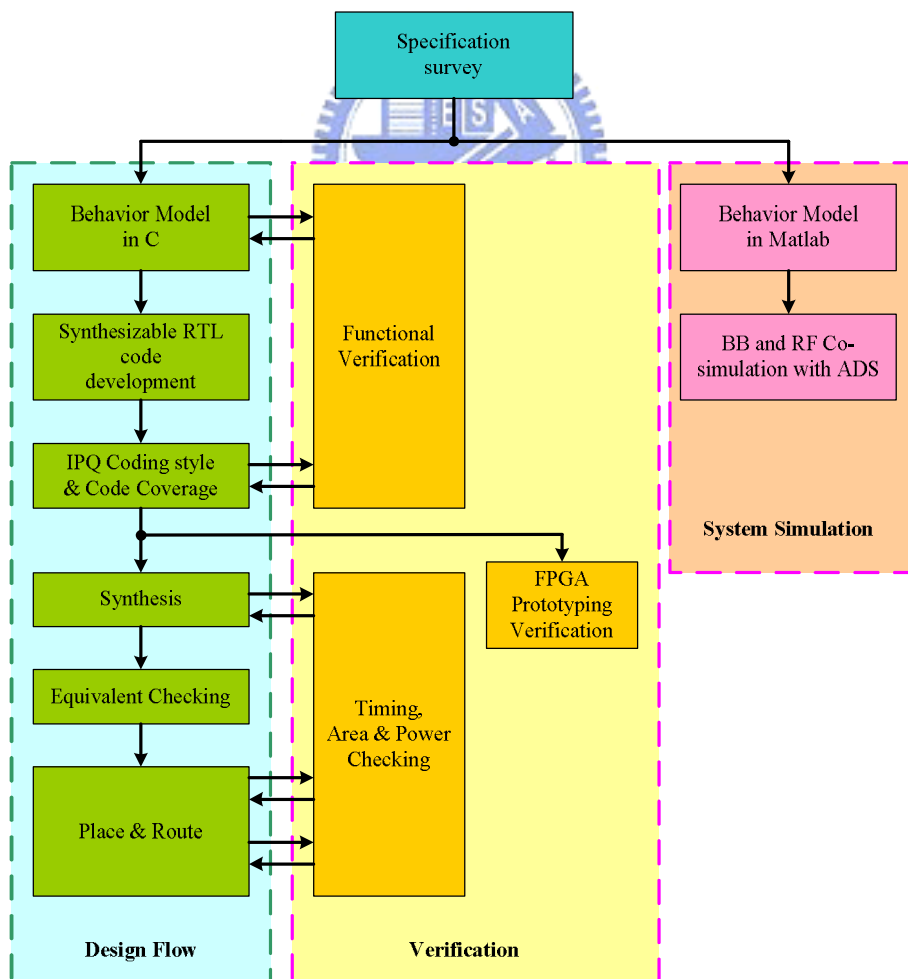 Specification
survey
E S A
Behavior Model
in C
Behavior Model
in Matlab
Synthesizable RTL
code
development
Functional
Verification
BB and RF Co-
simulation with ADS
IPQ Coding style
& Code Coverage
System Simulation
Synthesis
FPGA
Prototyping
Verification
Equivalent Checking
Timing,
Area & Power
Checking
Place & Route
Design Flow
Verification